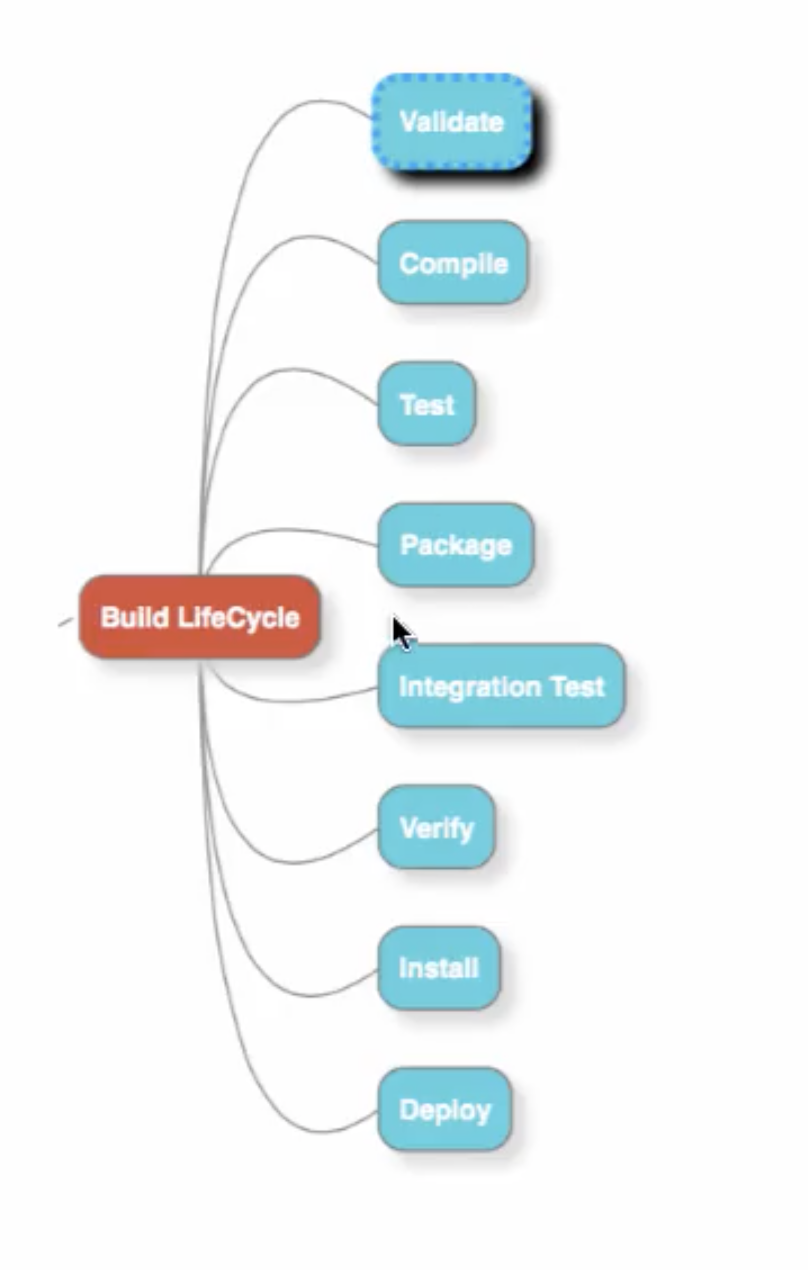 Validate
Compile
Test
Package
Build LifeCycle
Integration Test
Verify
Install
Deploy